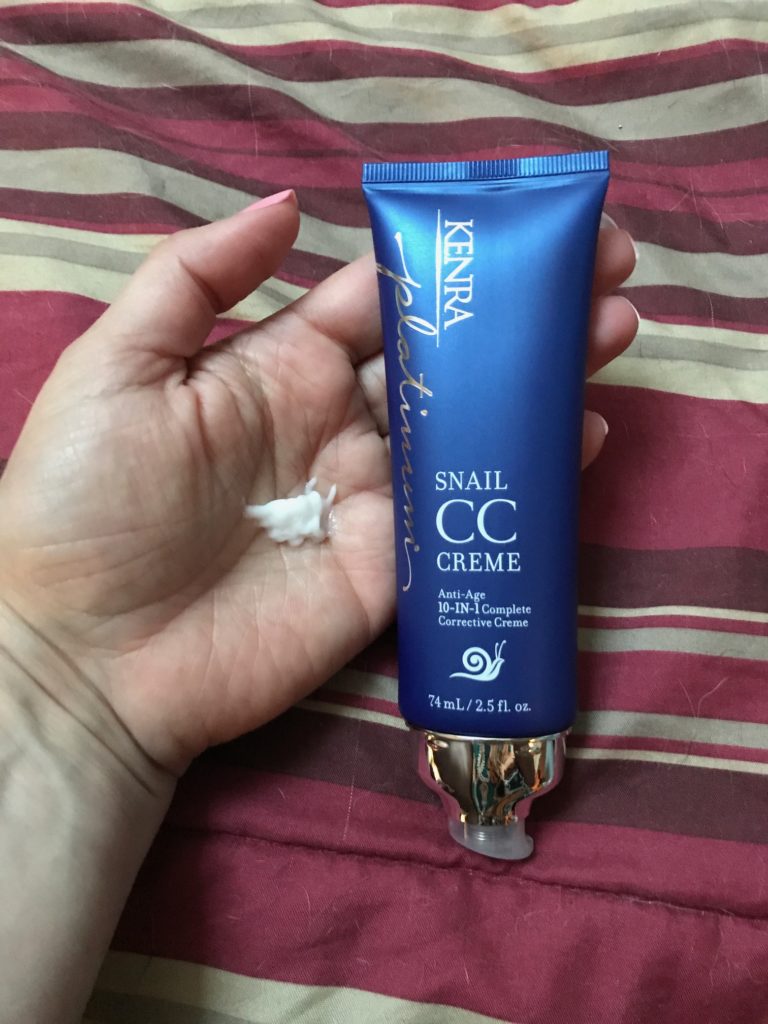 KENRA
platinum
SNAIL
CC
CREME
Anti-Age
10-IN-1 Complete
Corrective Creme
74 mL / 2.5 fl. oz.